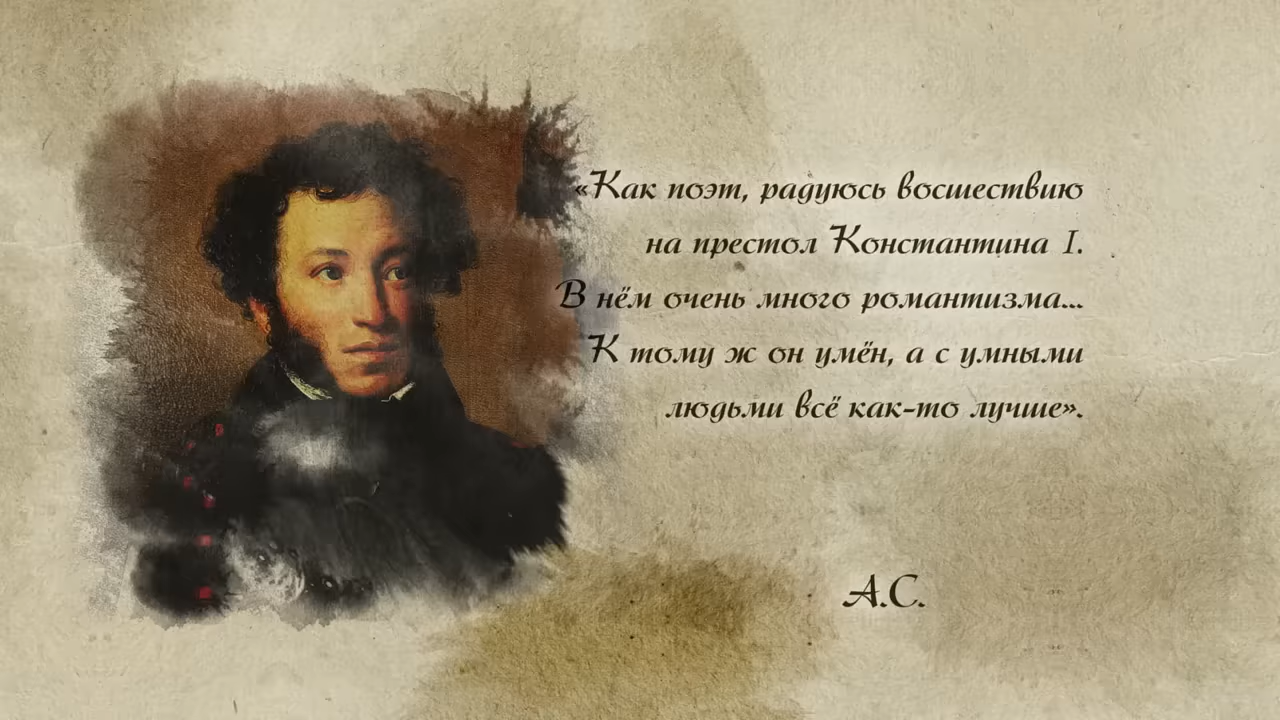 «Как поэт, радуюсь восшествию
на престол Константина I.
В нём очень много романтизма...
К тому ж он умён, а с умными
людьми всё как-то лучше».
А.С.